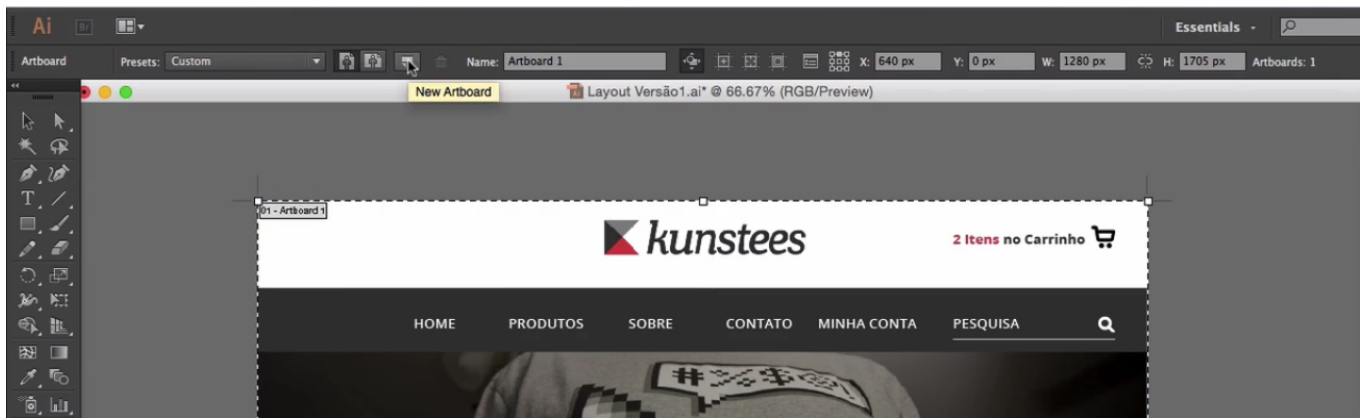 Ai Br Essentials
Artboard Presets: Custom Name: Artboard 1 X: 640 px Y: 0 px W: 1280 px H: 1705 px Artboards: 1
New Artboard Layout Versão1.ai* @ 66.67% (RGB/Preview)
01 - Artboard 1
kunstees
2 Itens no Carrinho
HOME PRODUTOS SOBRE CONTATO MINHA CONTA PESQUISA
#